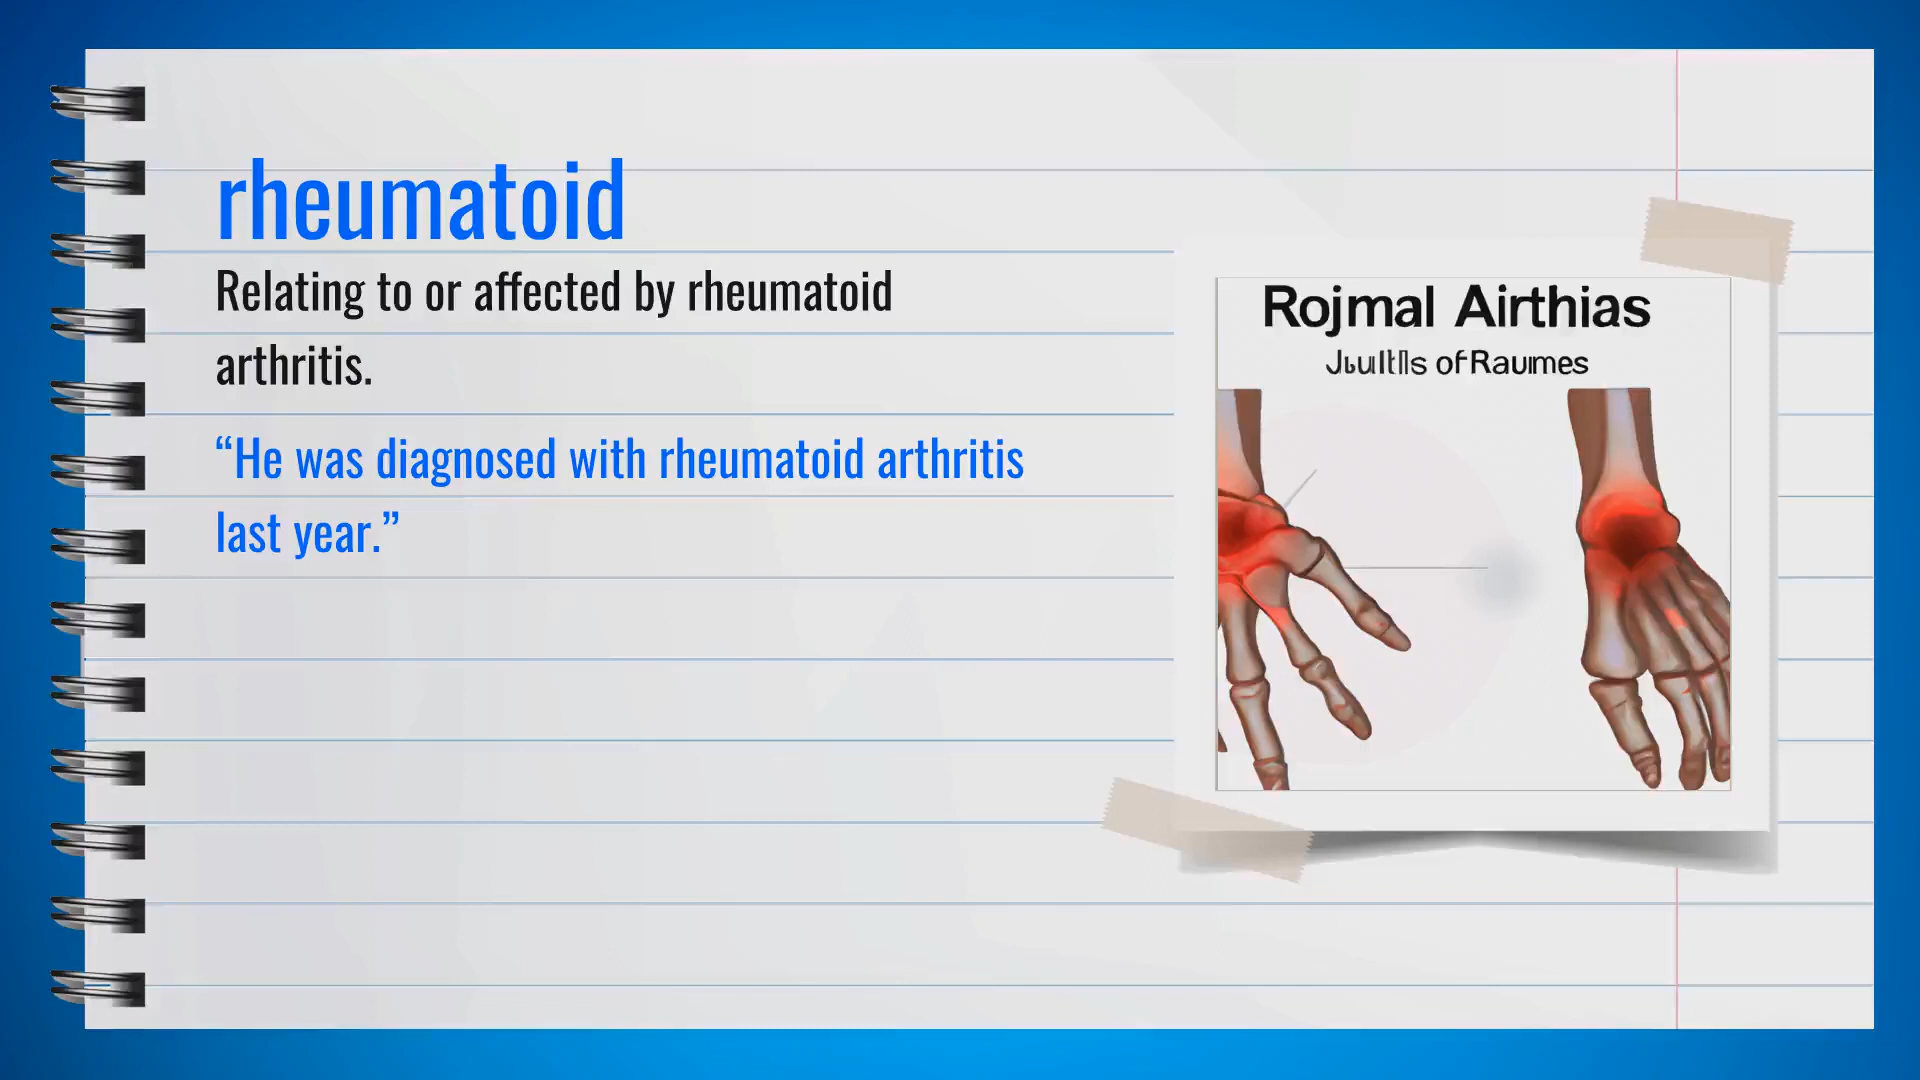 rheumatoid
Relating to or affected by rheumatoid
arthritis.
“He was diagnosed with rheumatoid arthritis
last year.”
Rojmal Airthias
of Raumes